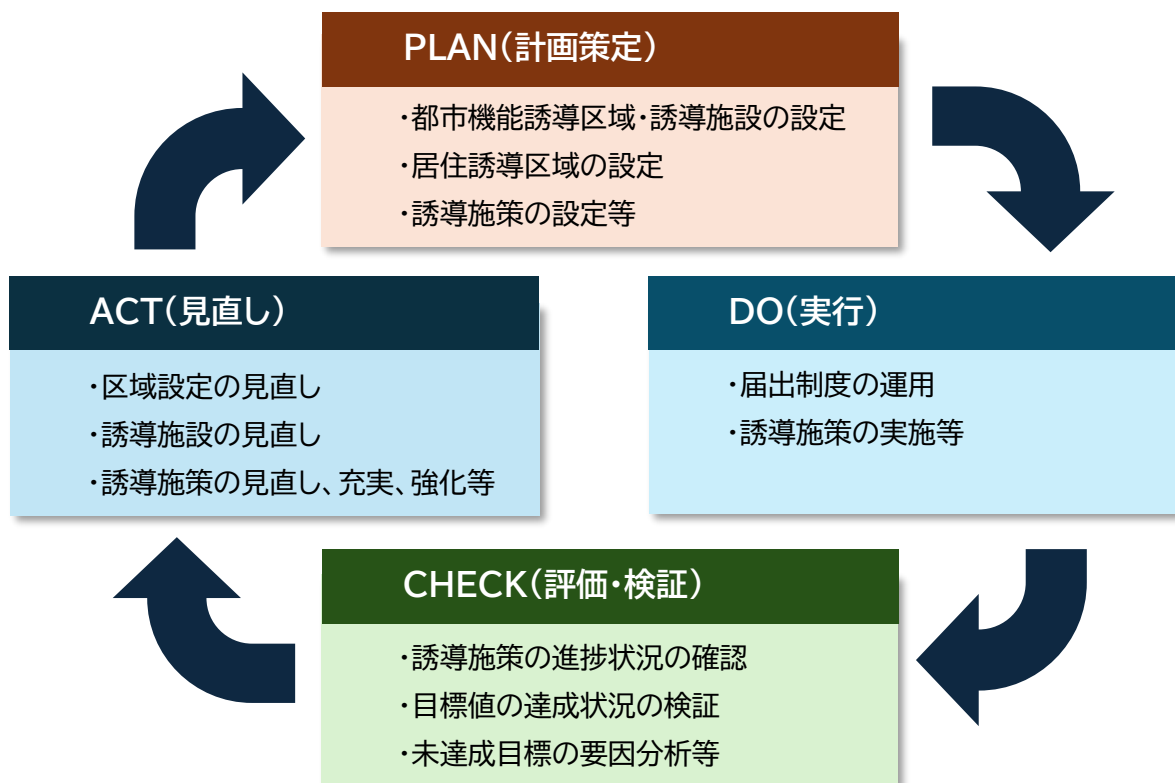 PLAN(計画策定)
・都市機能誘導区域・誘導施設の設定
・居住誘導区域の設定
・誘導施策の設定等
DO(実行)
・届出制度の運用
・誘導施策の実施等
CHECK(評価・検証)
・誘導施策の進捗状況の確認
・目標値の達成状況の検証
・未達成目標の要因分析等
ACT(見直し)
・区域設定の見直し
・誘導施設の見直し
・誘導施策の見直し、充実、強化等